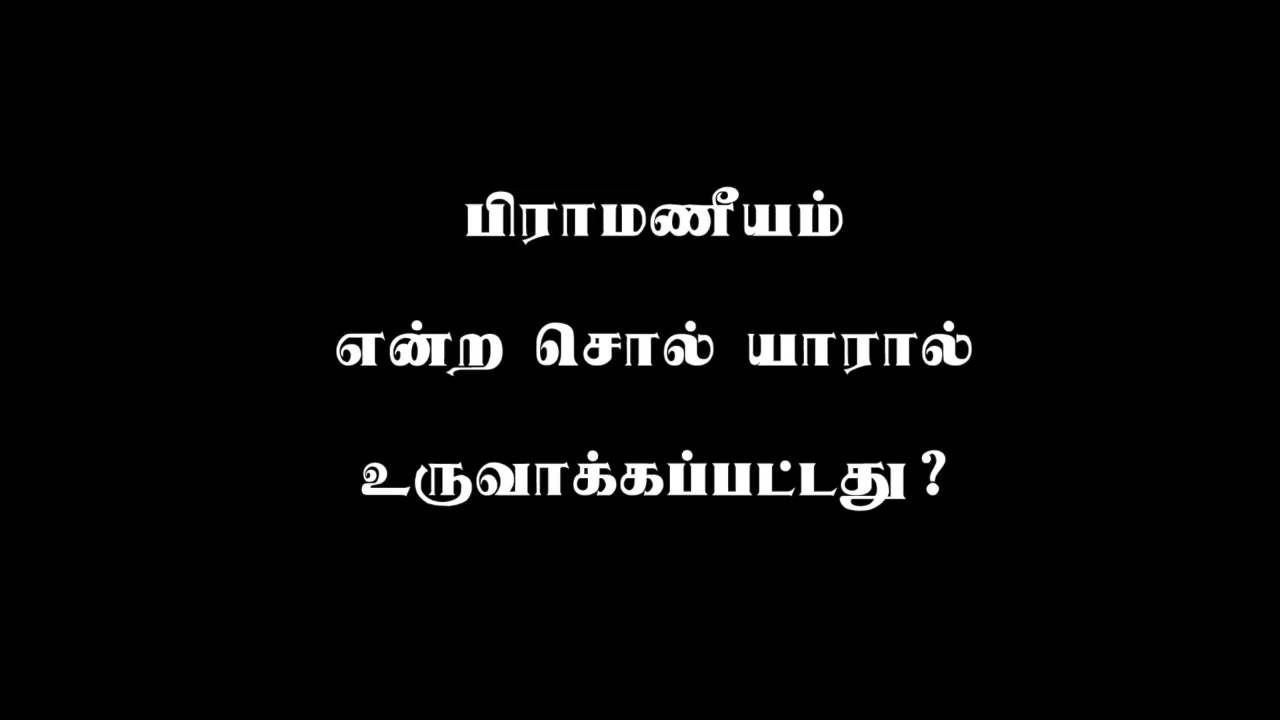 பிராமணீயம்
என்ற சொல் யாரால்
உருவாக்கப்பட்டது?